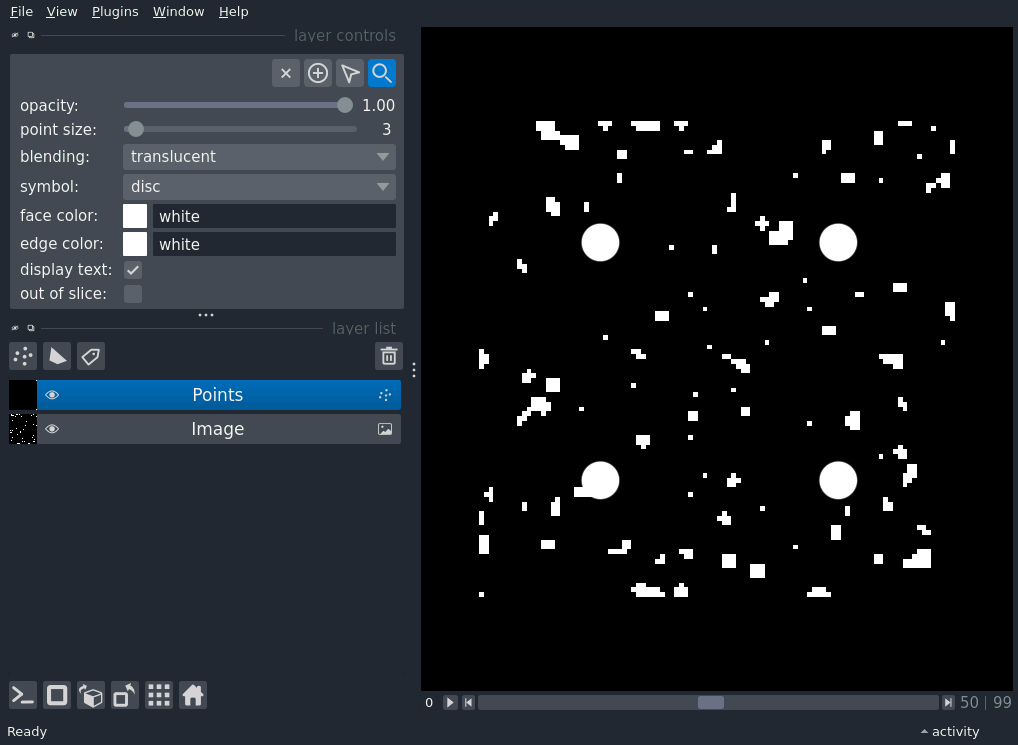 File View Plugins Window Help
layer controls
opacity: 1.00
point size: 3
blending: translucent
symbol: disc
face color: white
edge color: white
display text:
out of slice:
layer list
Points
Image
0 50 | 99
Ready activity